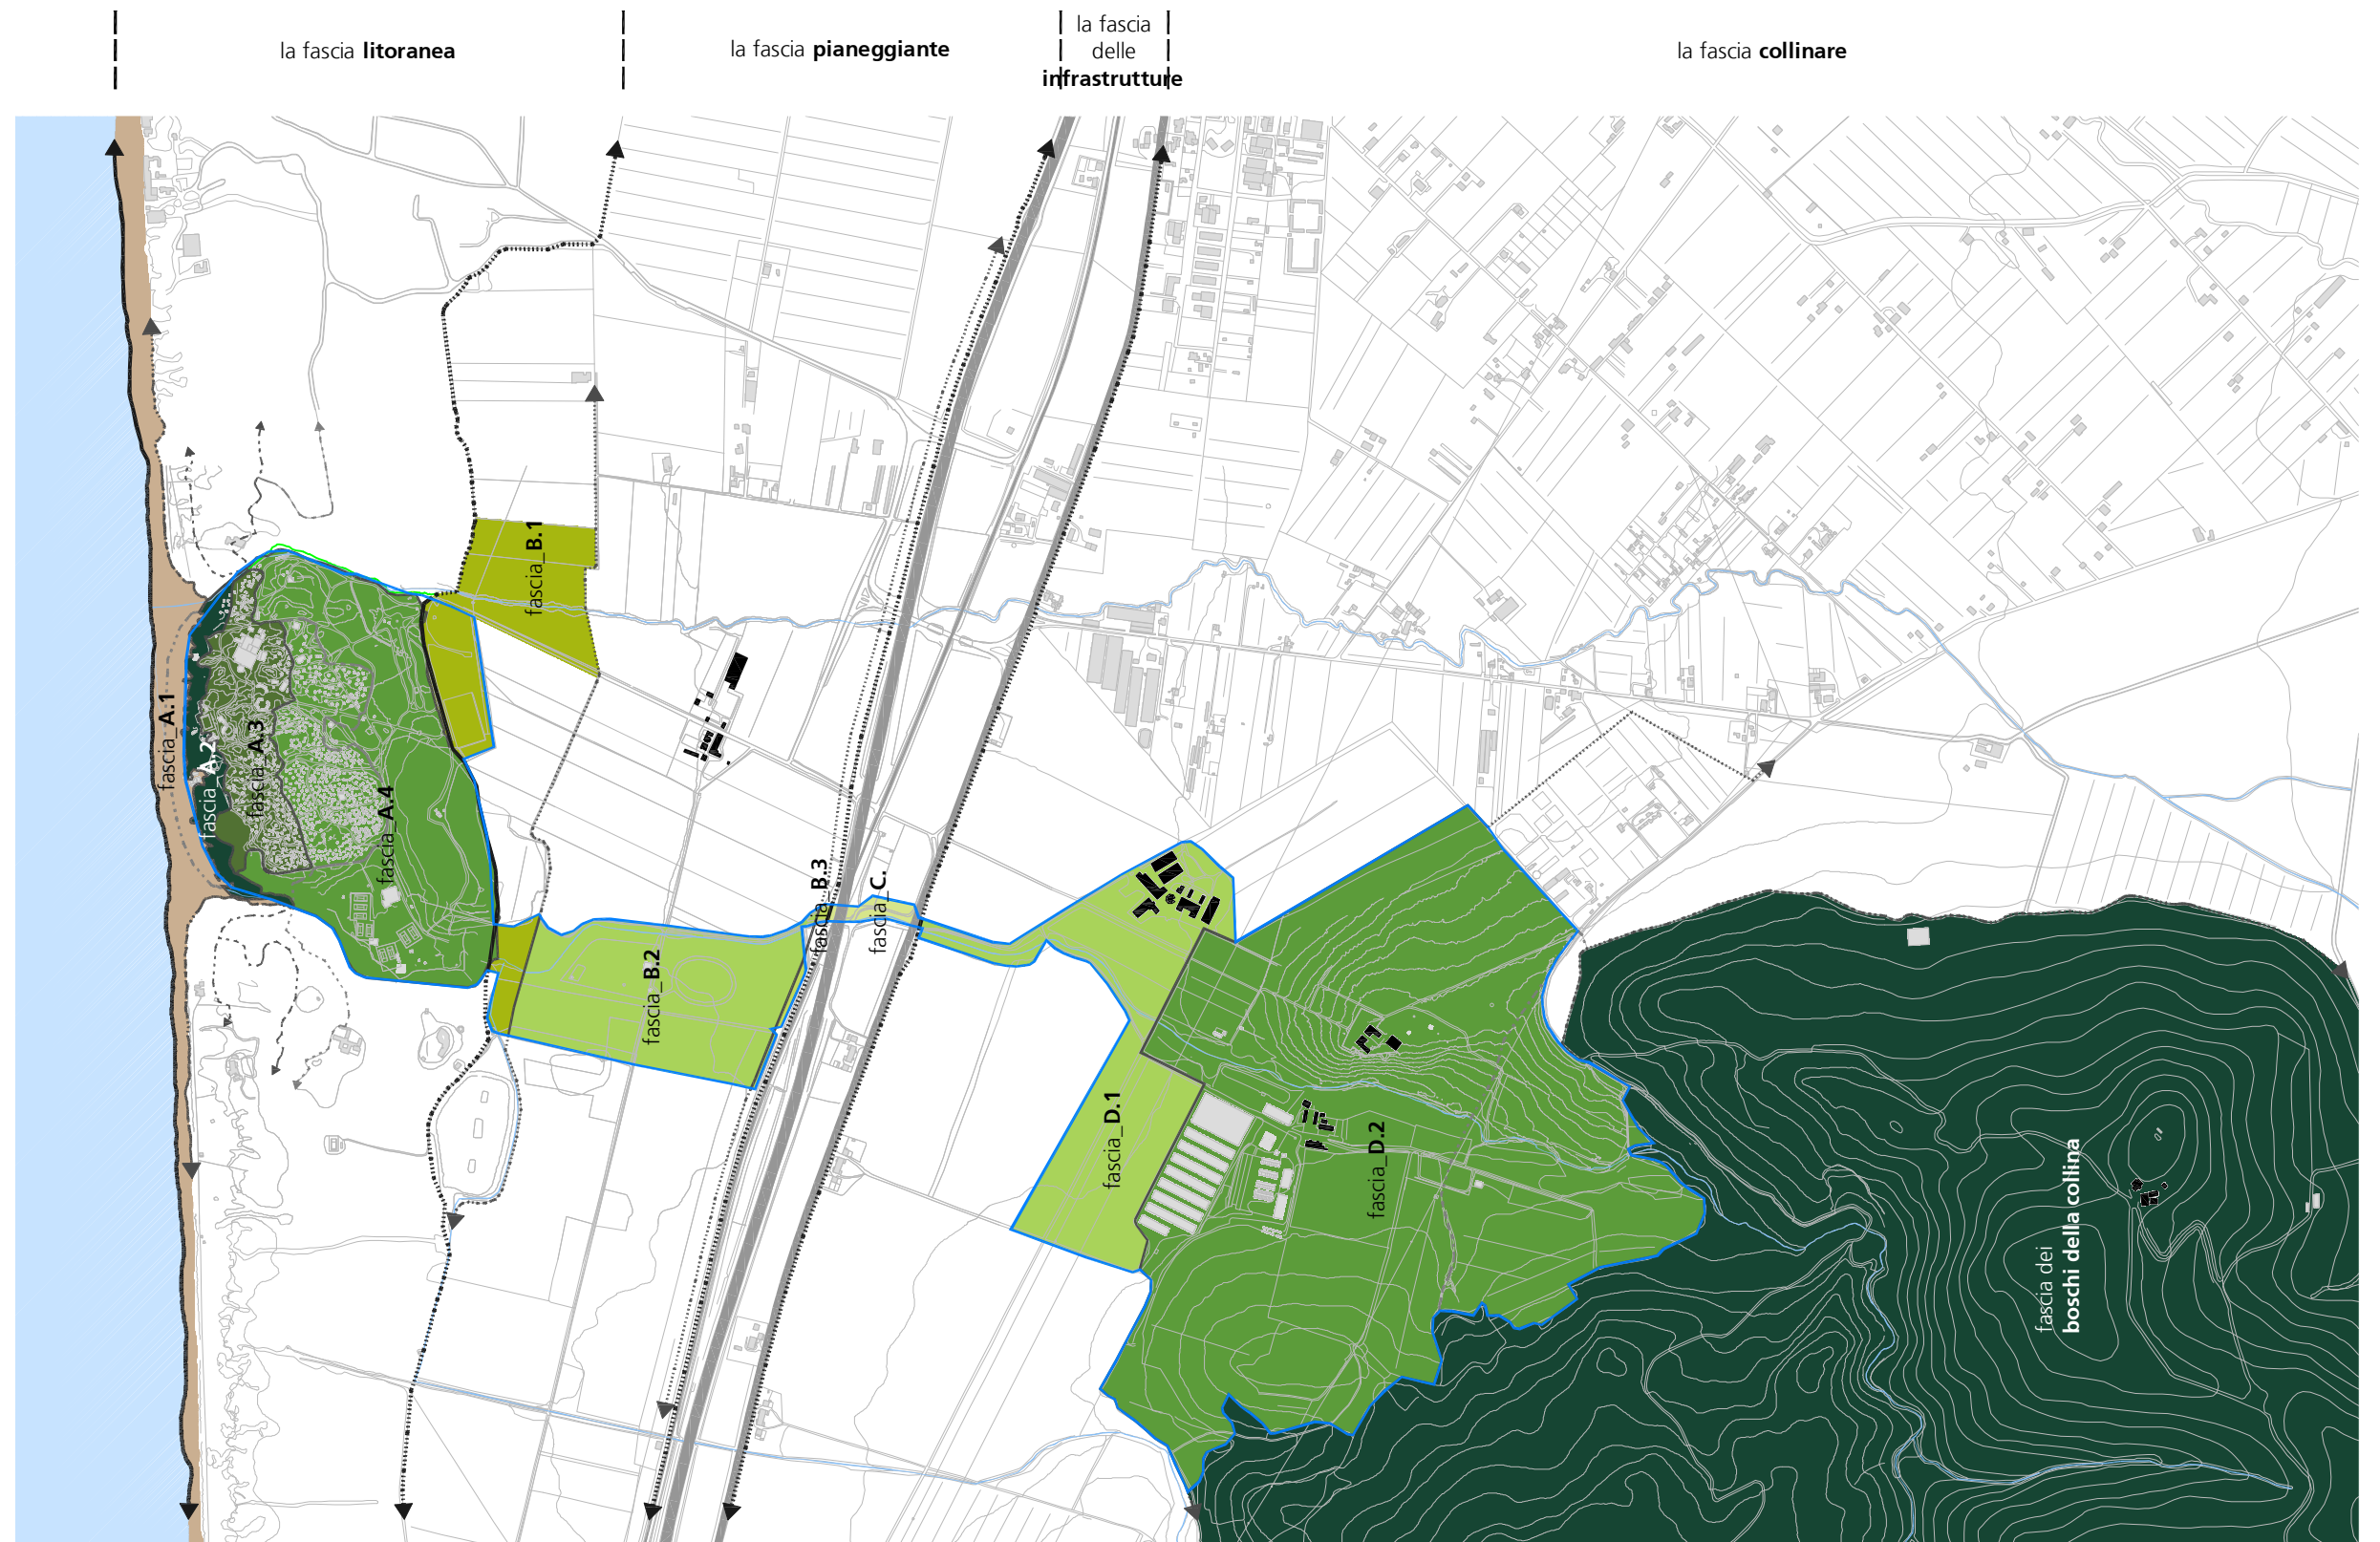 la fascia litoranea
la fascia pianeggiante
la fascia
delle
infrastrutture
la fascia collinare
fascia_B.1
fascia_A.1
fascia_A.2
fascia_A.3
fascia_A.4
fascia_B.2
fascia_B.3
fascia_C.
fascia_D.1
fascia_D.2
fascia dei
boschi della collina